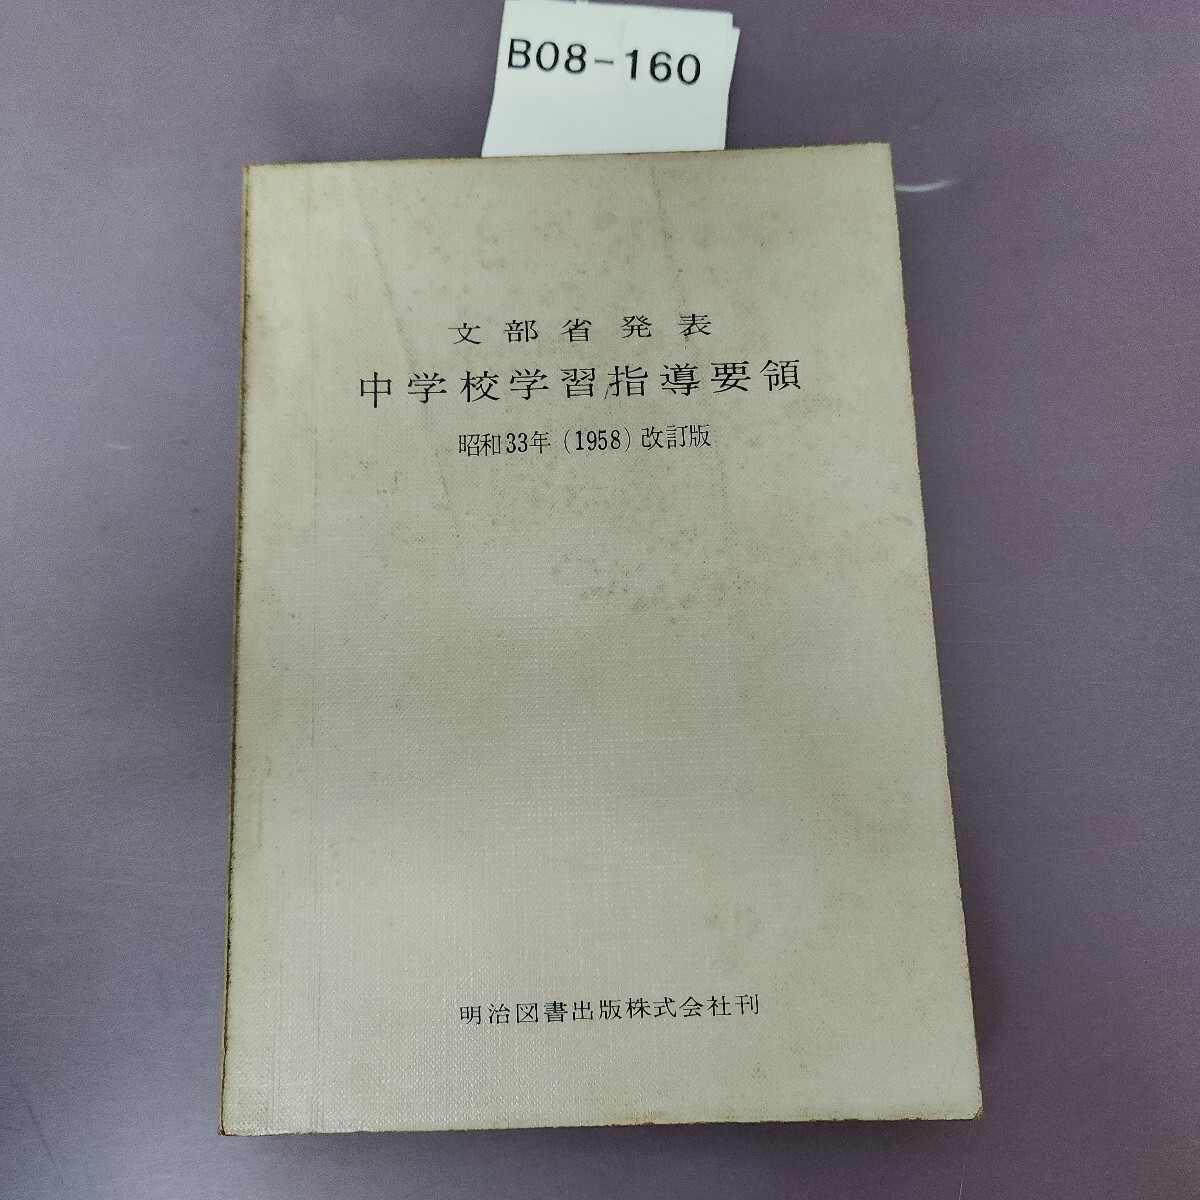 B08-160
文部省発表
中学校学習指導要領
昭和33年（1958）改訂版
明治図書出版株式会社刊